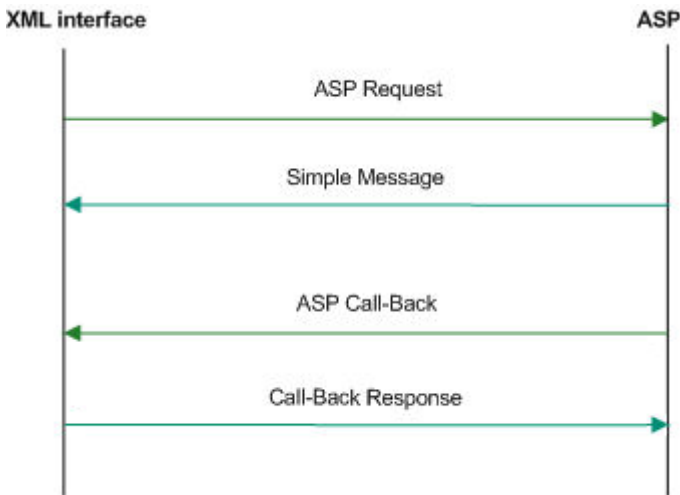 XML interface
ASP
ASP Request
Simple Message
ASP Call-Back
Call-Back Response